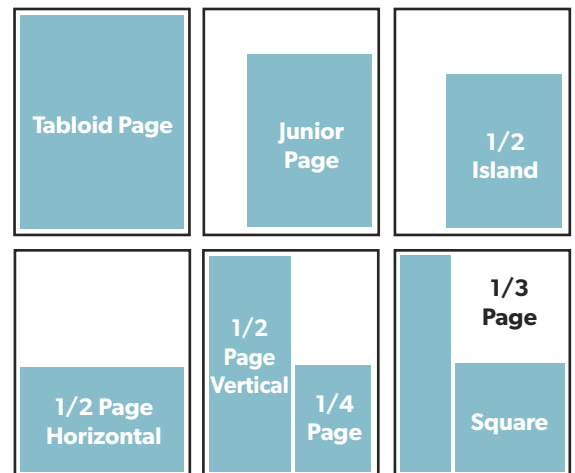 Tabloid Page
Junior
Page
1/2
Island
1/2 Page
Horizontal
1/2
Page
Vertical
1/4
Page
1/3
Page
Square